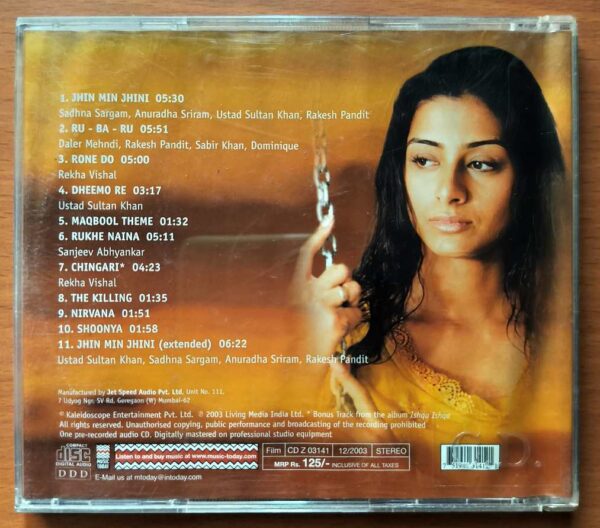 1. JHIN MIN JHINI 05:30
Sadhna Sargam, Anuradha Sriram, Ustad Sultan Khan, Rakesh Pandit
2. RU - BA - RU 05:51
Daler Mehndi, Rakesh Pandit, Sabir Khan, Dominique
3. RONE DO 05:00
Rekha Vishal
4. DHEEMO RE 03:17
Ustad Sultan Khan
5. MAQBOOL THEME 01:32
6. RUKHE NAINA 05:11
Sanjeev Abhyankar
7. CHINGARI* 04:23
Rekha Vishal
8. THE KILLING 01:35
9. NIRVANA 01:51
10. SHOONYA 01:58
11. JHIN MIN JHINI (extended) 06:22
Ustad Sultan Khan, Sadhna Sargam, Anuradha Sriram, Rakesh Pandit
Manufactured by Jet Speed Audio Pvt. Ltd. Unit No. 112,
7 Udyog Ngr. SV Rd, Goregaon (W) Mumbai-62
© Kaleidoscope Entertainment Pvt. Ltd. ℗ 2003 Living Media India Ltd. * Bonus Track from the album Ishqa Ishqa
All rights reserved. Unauthorised copying, public performance and broadcasting of the recording prohibited
One pre-recorded audio CD. Digitally mastered on professional studio equipment
COMPACT
disc
DIGITAL AUDIO
DDD
MUSIC TODAY
Listen to and buy music at www.music-today.com
E-Mail us at mtoday@intoday.com
Film CD Z 03141 12/2003 STEREO
MRP Rs. 125/- INCLUSIVE OF ALL TAXES